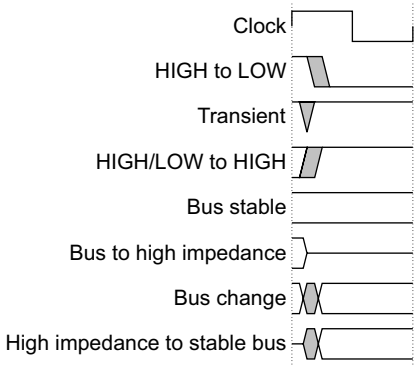 Clock
HIGH to LOW
Transient
HIGH/LOW to HIGH
Bus stable
Bus to high impedance
Bus change
High impedance to stable bus